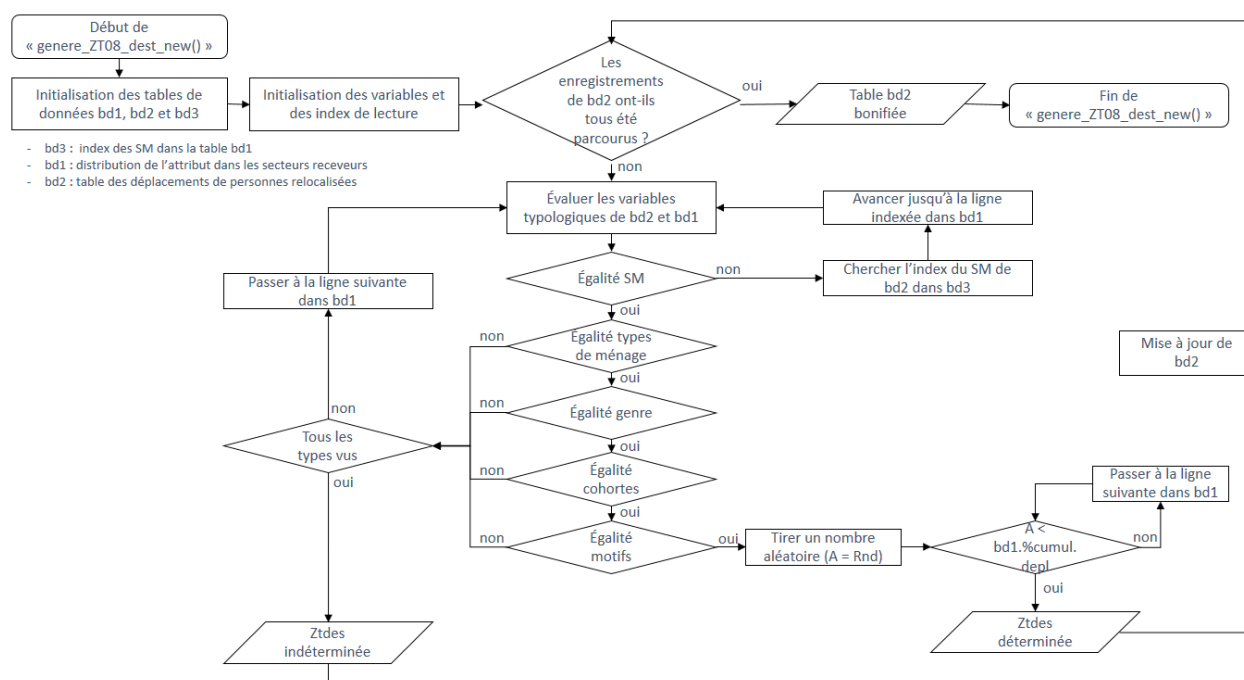 Début de
« genere_ZT08_dest_new() »
Initialisation des tables de
données bd1, bd2 et bd3
Initialisation des variables et
des index de lecture
Les
enregistrements
de bd2 ont-ils
tous été
parcourus ?
oui
Table bd2
bonifiée
Fin de
« genere_ZT08_dest_new() »
- bd3 : index des SM dans la table bd1
- bd1 : distribution de l'attribut dans les secteurs receveurs
- bd2 : table des déplacements de personnes relocalisées
non
Évaluer les variables
typologiques de bd2 et bd1
Avancer jusqu'à la ligne
indexée dans bd1
Égalité SM
non
Chercher l'index du SM de
bd2 dans bd3
Passer à la ligne suivante
dans bd1
oui
non
Égalité types
de ménage
Mise à jour de
bd2
oui
non
Égalité genre
non
Tous les
types vus
oui
oui
non
Égalité
cohortes
oui
non
Égalité
motifs
oui
Tirer un nombre
aléatoire (A = Rnd)
Passer à la ligne
suivante dans bd1
A <
bd1.%cumul.
depl
non
oui
Ztdes
indéterminée
Ztdes
déterminée